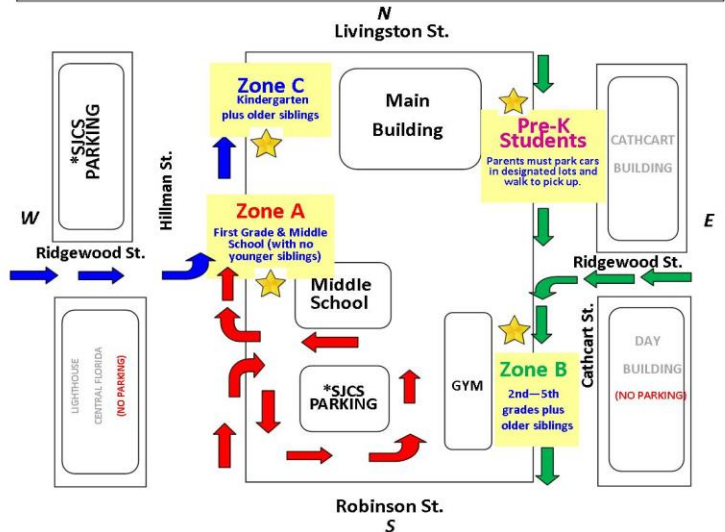 N
Livingston St.
*SJCS
PARKING
Hillman St.
Zone C
Kindergarten
plus older siblings
Main
Building
Pre-K
Students
Parents must park cars
in designated lots and
walk to pick up.
CATHCART
BUILDING
W
Ridgewood St.
Zone A
First Grade & Middle
School (with no
younger siblings)
E
Ridgewood St.
Middle
School
LIGHTHOUSE
CENTRAL FLORIDA
(NO PARKING)
*SJCS
PARKING
GYM
Zone B
2nd—5th
grades plus
older siblings
Cathcart St.
DAY
BUILDING
(NO PARKING)
Robinson St.
S